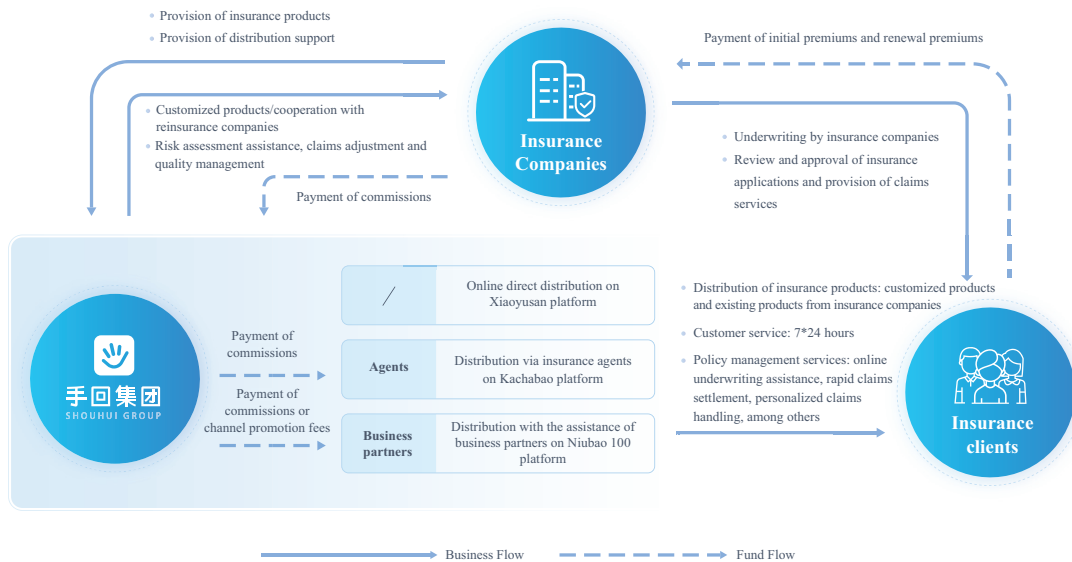 Provision of insurance products
Provision of distribution support
Payment of initial premiums and renewal premiums
Customized products/cooperation with
reinsurance companies
Risk assessment assistance, claims adjustment and
quality management
Payment of commissions
Insurance
Companies
Underwriting by insurance companies
Review and approval of insurance
applications and provision of claims
services
手回集团
SHOUHUI GROUP
Payment of
commissions
Payment of
commissions or
channel promotion fees
/
Online direct distribution on
Xiaoyusan platform
Agents
Distribution via insurance agents
on Kachabao platform
Business
partners
Distribution with the assistance of
business partners on Niubao 100
platform
Distribution of insurance products: customized products
and existing products from insurance companies
Customer service: 7*24 hours
Policy management services: online
underwriting assistance, rapid claims
settlement, personalized claims
handling, among others
Insurance
clients
Business Flow
Fund Flow